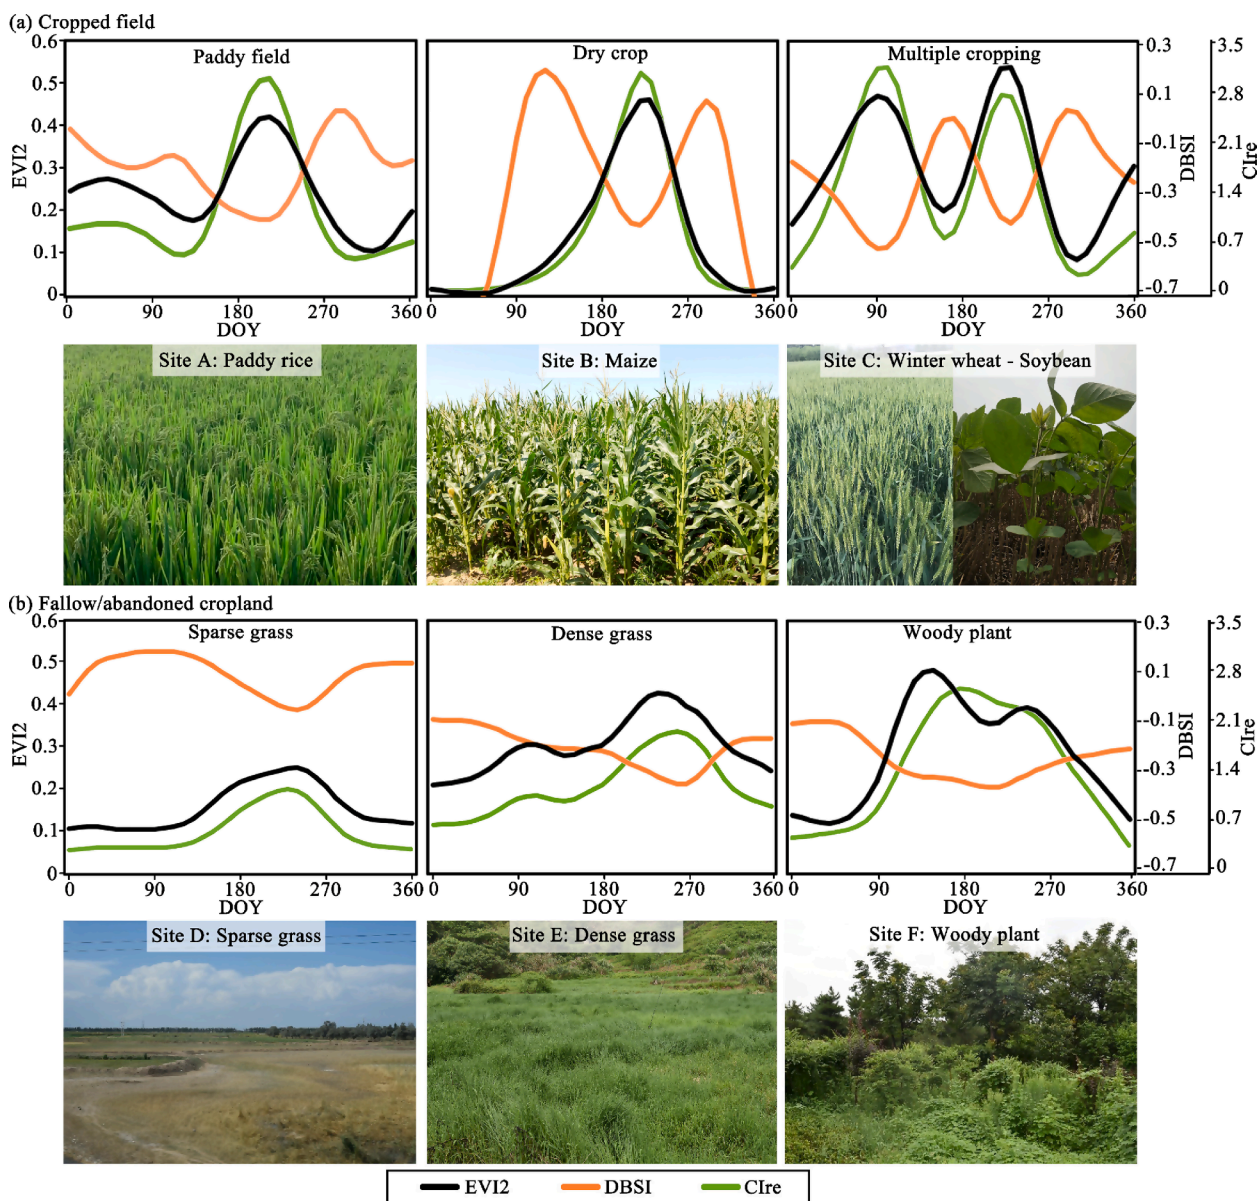 (a) Cropped field
Paddy field
Dry crop
Multiple cropping
EVI2
0.6
0.5
0.4
0.3
0.2
0.1
0
0.3
0.1
-0.1
-0.3
-0.5
-0.7
DBSI
3.5
2.8
2.1
1.4
0.7
0
CIre
0 90 180 270 360
DOY
0 90 180 270 360
DOY
0 90 180 270 360
DOY
Site A: Paddy rice
Site B: Maize
Site C: Winter wheat - Soybean
(b) Fallow/abandoned cropland
Sparse grass
Dense grass
Woody plant
EVI2
0.6
0.5
0.4
0.3
0.2
0.1
0
0.3
0.1
-0.1
-0.3
-0.5
-0.7
DBSI
3.5
2.8
2.1
1.4
0.7
0
CIre
0 90 180 270 360
DOY
0 90 180 270 360
DOY
0 90 180 270 360
DOY
Site D: Sparse grass
Site E: Dense grass
Site F: Woody plant
EVI2 DBSI CIre